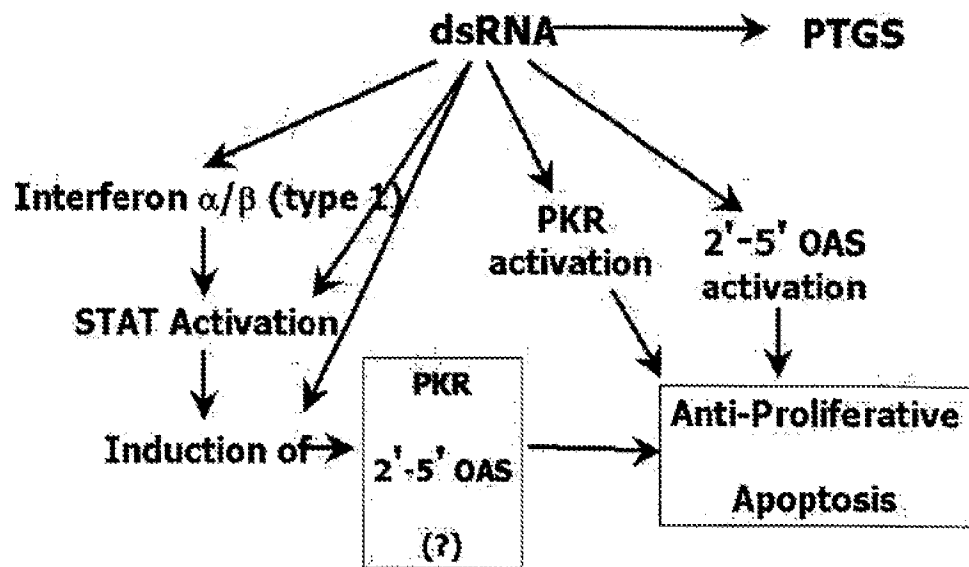 dsRNA
PTGS
Interferon α/β (type 1)
PKR
activation
2'-5' OAS
activation
STAT Activation
Induction of
PKR
2'-5' OAS
(?)
Anti-Proliferative
Apoptosis